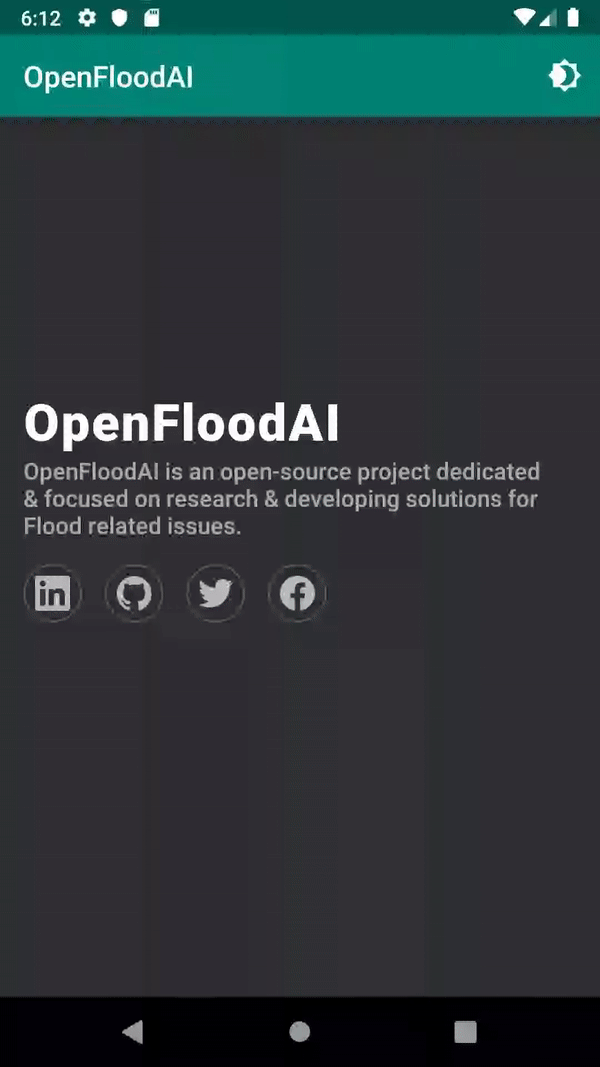 6:12
OpenFloodAI
OpenFloodAI
OpenFloodAI is an open-source project dedicated
& focused on research & developing solutions for
Flood related issues.
in